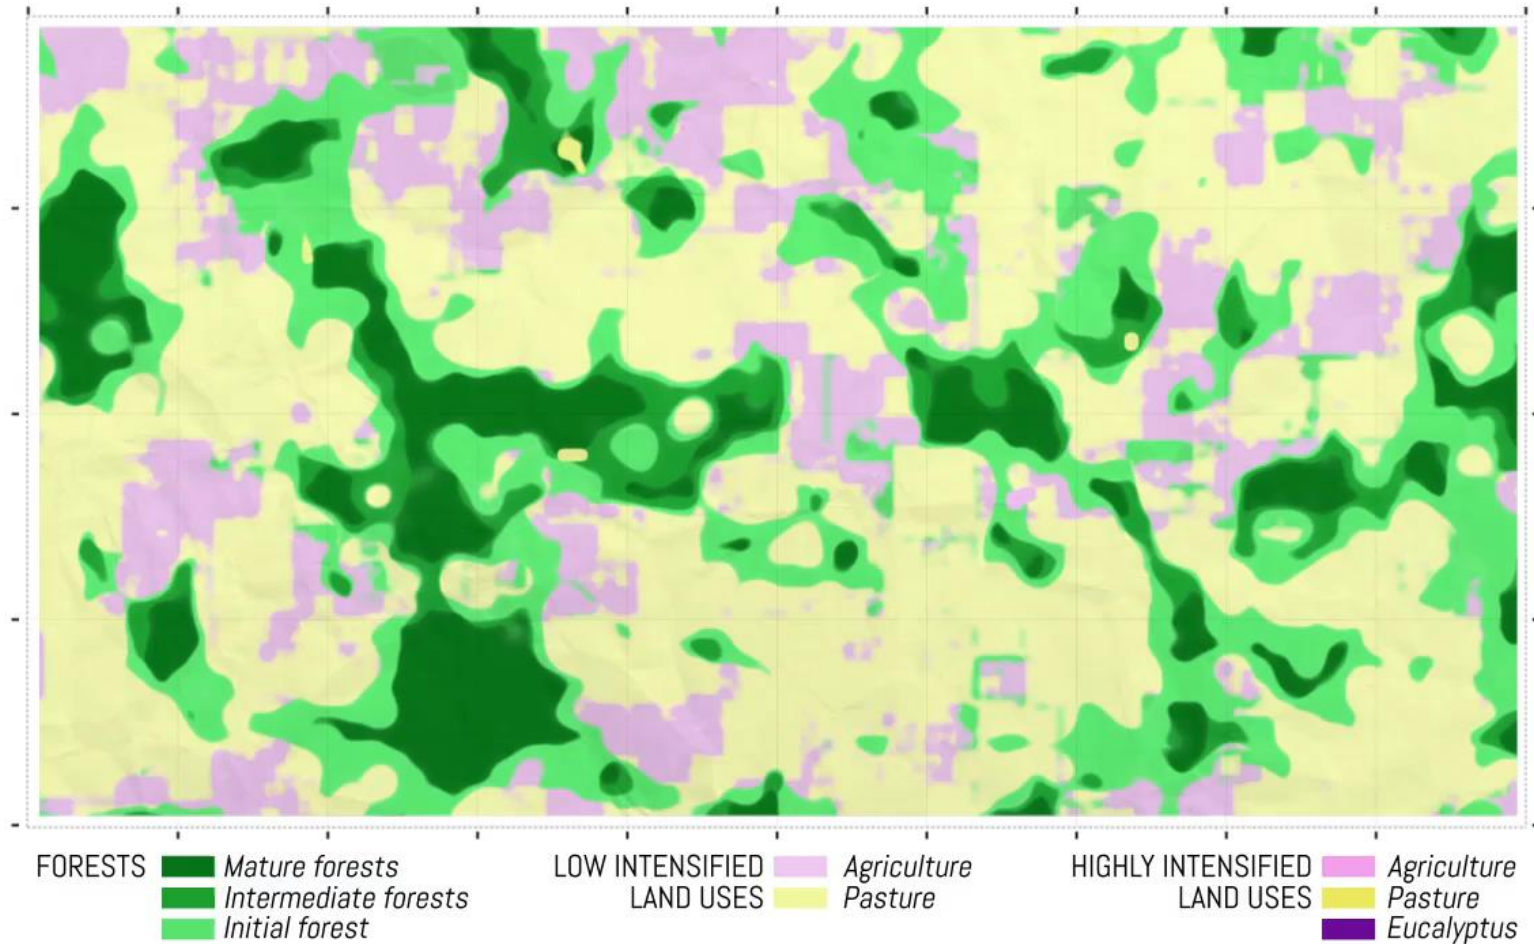 FORESTS Mature forests LOW INTENSIFIED Agriculture HIGHLY INTENSIFIED Agriculture
Intermediate forests LAND USES Pasture LAND USES Pasture
Initial forest Eucalyptus